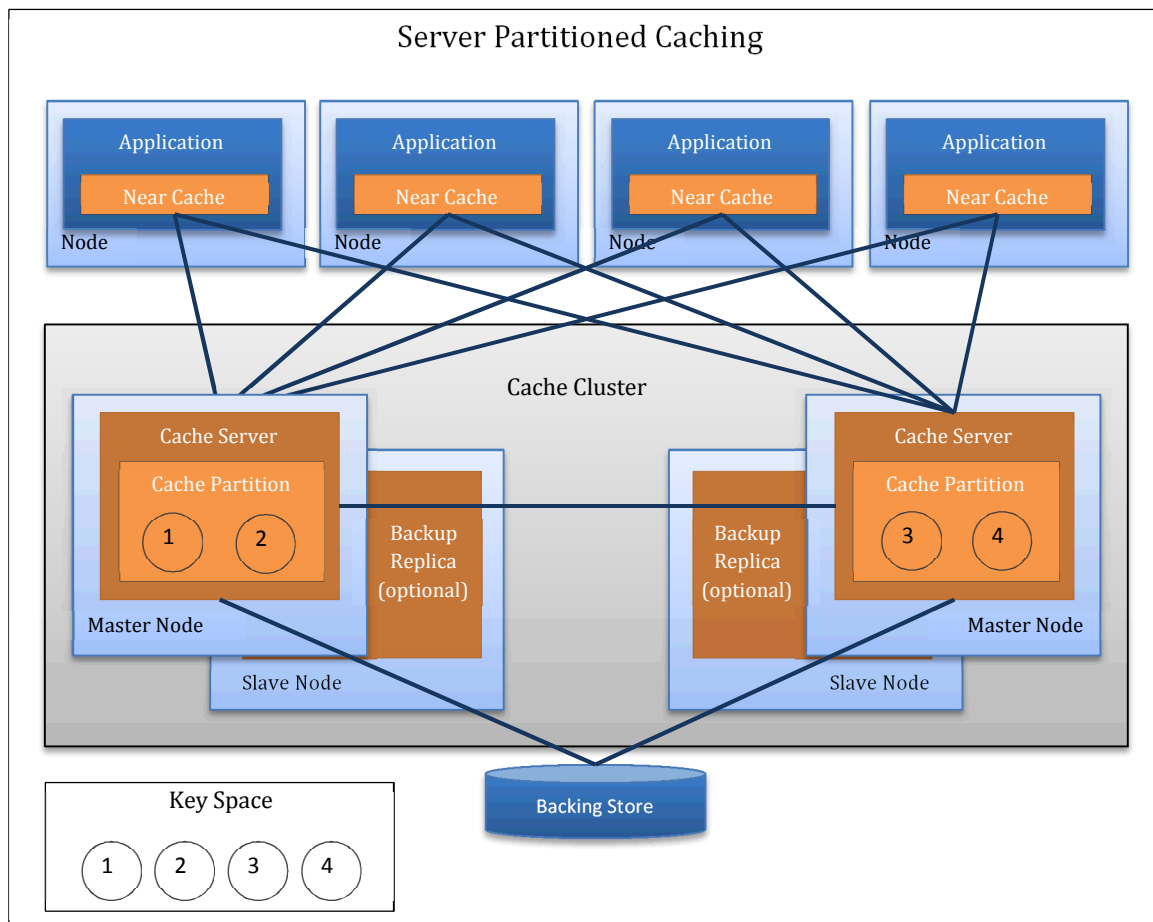 Server Partitioned Caching
Application
Near Cache
Node
Application
Near Cache
Node
Application
Near Cache
Node
Application
Near Cache
Node
Cache Cluster
Cache Server
Cache Partition
1
2
Master Node
Backup
Replica
(optional)
Slave Node
Backup
Replica
(optional)
Slave Node
Cache Server
Cache Partition
3
4
Master Node
Backing Store
Key Space
1
2
3
4